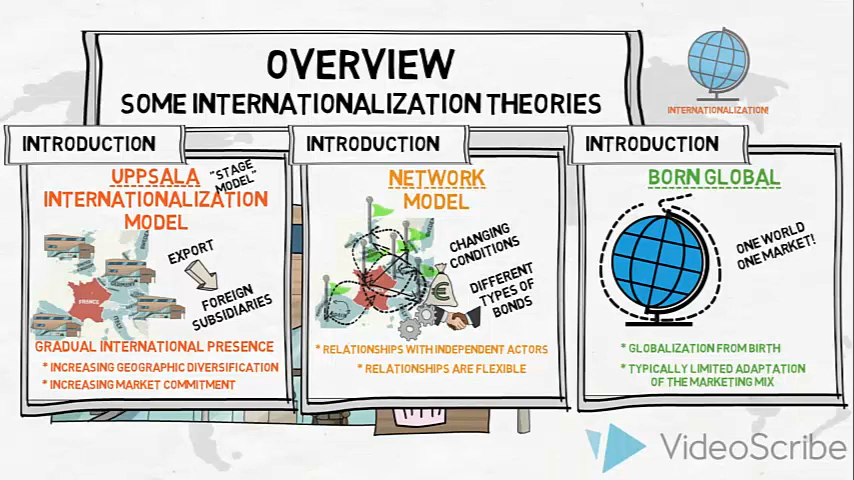 OVERVIEW
SOME INTERNATIONALIZATION THEORIES
INTERNATIONALIZATION!
INTRODUCTION
UPPSALA
"STAGE
MODEL"
INTERNATIONALIZATION
MODEL
EXPORT
FOREIGN
SUBSIDIARIES
SWEDEN
GERMANY
FRANCE
ITALY
GRADUAL INTERNATIONAL PRESENCE
* INCREASING GEOGRAPHIC DIVERSIFICATION
* INCREASING MARKET COMMITMENT
INTRODUCTION
NETWORK
MODEL
CHANGING
CONDITIONS
DIFFERENT
TYPES OF
BONDS
€
* RELATIONSHIPS WITH INDEPENDENT ACTORS
* RELATIONSHIPS ARE FLEXIBLE
INTRODUCTION
BORN GLOBAL
ONE WORLD
ONE MARKET!
* GLOBALIZATION FROM BIRTH
* TYPICALLY LIMITED ADAPTATION
OF THE MARKETING MIX
VideoScribe